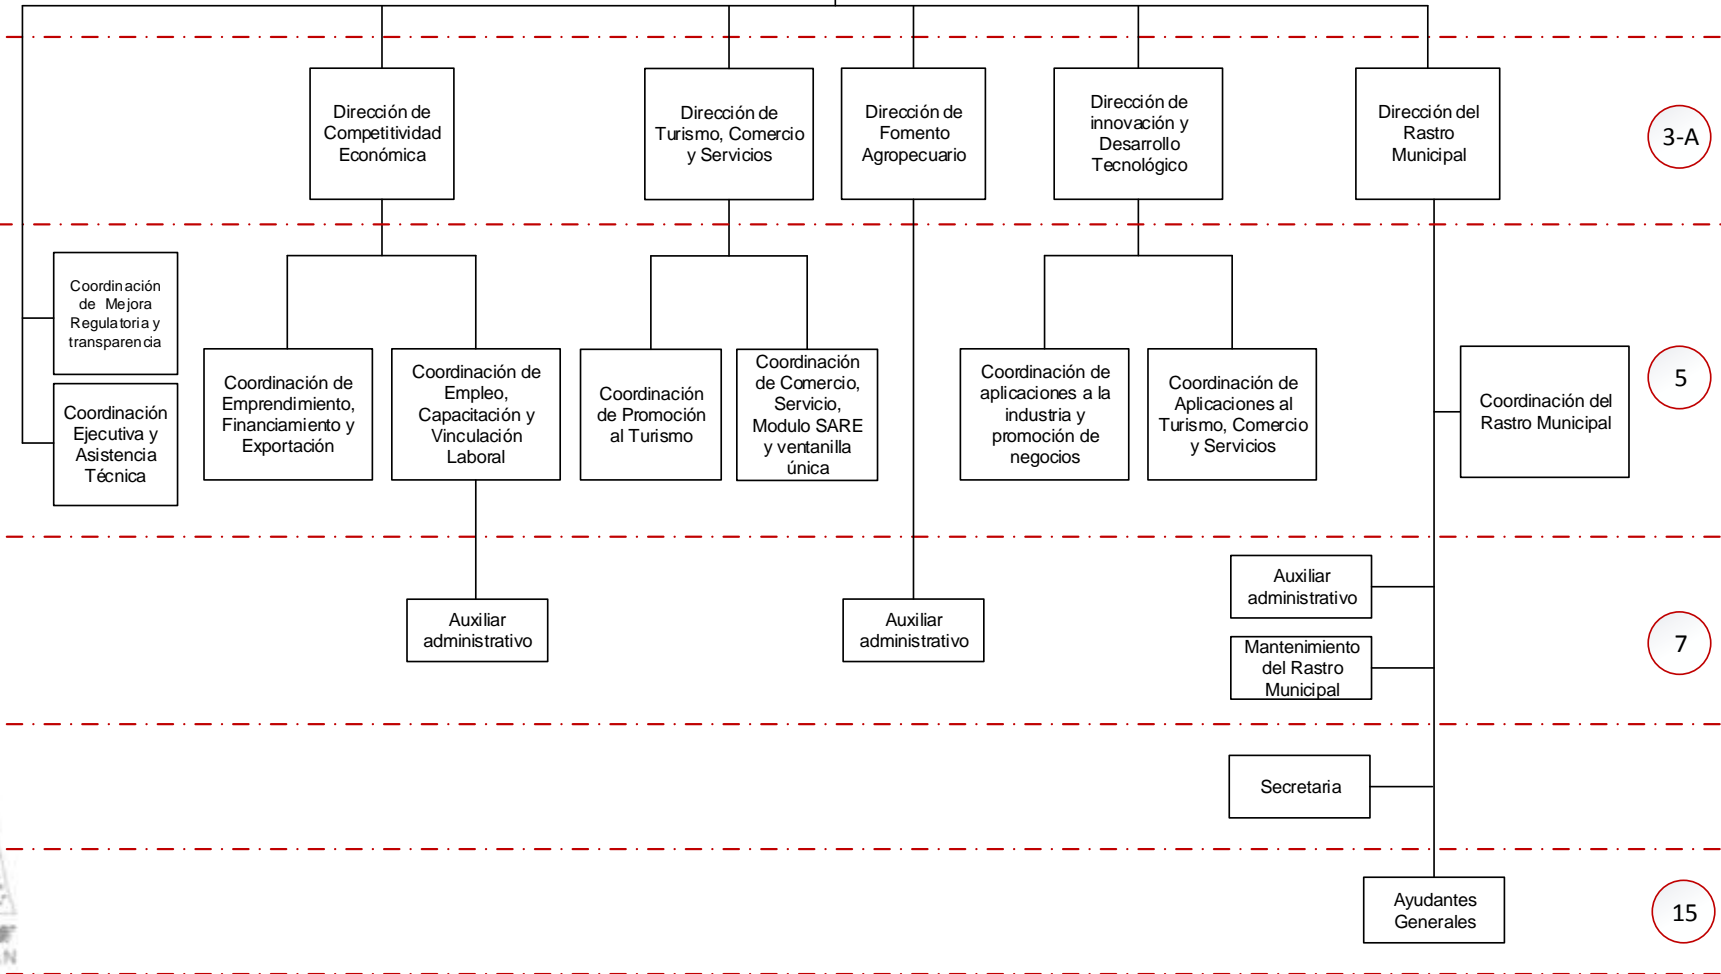 Dirección de
Competitividad
Económica
Dirección de
Turismo, Comercio
y Servicios
Dirección de
Fomento
Agropecuario
Dirección de
innovación y
Desarrollo
Tecnológico
Dirección del
Rastro
Municipal
3-A
Coordinación
de Mejora
Regulatoria y
transparencia
Coordinación
Ejecutiva y
Asistencia
Técnica
Coordinación de
Emprendimiento,
Financiamiento y
Exportación
Coordinación de
Empleo,
Capacitación y
Vinculación
Laboral
Coordinación
de Promoción
al Turismo
Coordinación
de Comercio,
Servicio,
Modulo SARE
y ventanilla
única
Coordinación de
aplicaciones a la
industria y
promoción de
negocios
Coordinación de
Aplicaciones al
Turismo, Comercio
y Servicios
Coordinación del
Rastro Municipal
5
Auxiliar
administrativo
Auxiliar
administrativo
Auxiliar
administrativo
Mantenimiento
del Rastro
Municipal
7
Secretaria
Ayudantes
Generales
15